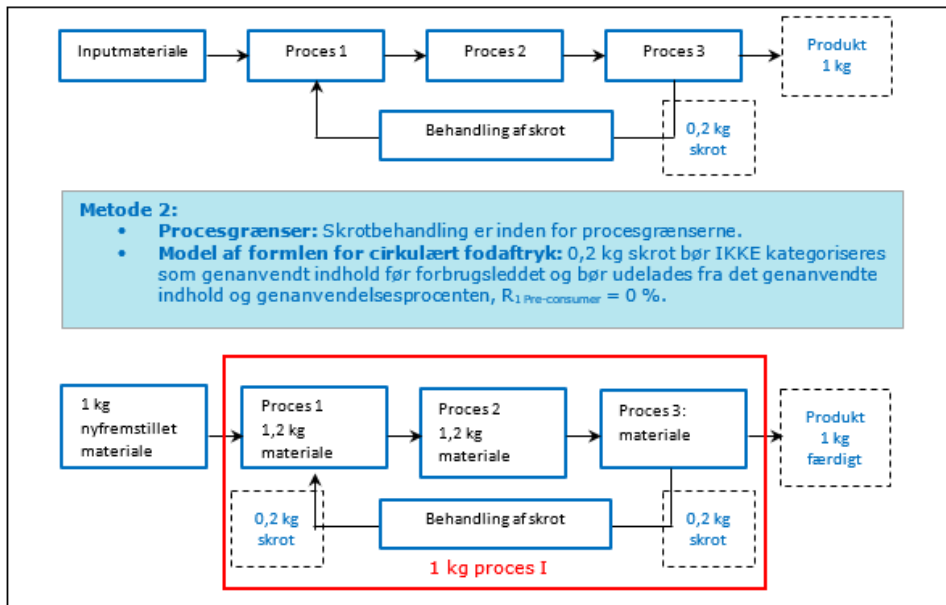 Inputmateriale
Proces 1
Proces 2
Proces 3
Produkt
1 kg
Behandling af skrot
0,2 kg
skrot
Metode 2:
• Procesgrænser: Skrotbehandling er inden for procesgrænserne.
• Model af formlen for cirkulært fodaftryk: 0,2 kg skrot bør IKKE kategoriseres
som genanvendt indhold før forbrugsleddet og bør udelades fra det genanvendte
indhold og genanvendelsesprocenten, R1 Pre-consumer = 0 %.
1 kg
nyfremstillet
materiale
Proces 1
1,2 kg
materiale
Proces 2
1,2 kg
materiale
Proces 3:
materiale
Produkt
1 kg
færdigt
0,2 kg
skrot
Behandling af skrot
0,2 kg
skrot
1 kg proces I